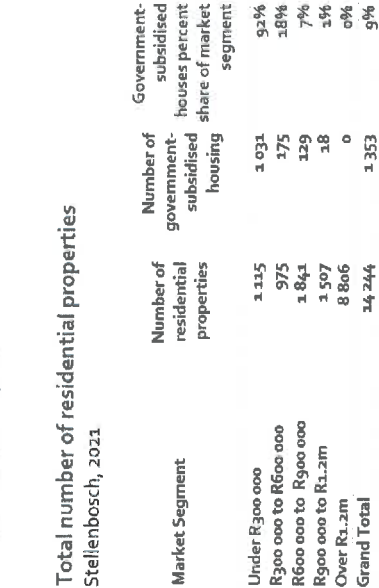 Total number of residential properties
Stellenbosch, 2021
Market Segment Number of residential properties Number of government-subsidised housing Government-subsidised houses percent share of market segment
Under R300 000 1 115 1 031 92%
R300 000 to R600 000 975 175 18%
R600 000 to R900 000 1 841 129 7%
R900 000 to R1.2m 1 507 18 1%
Over R1.2m 8 806 0 0%
Grand Total 14 244 1 353 9%